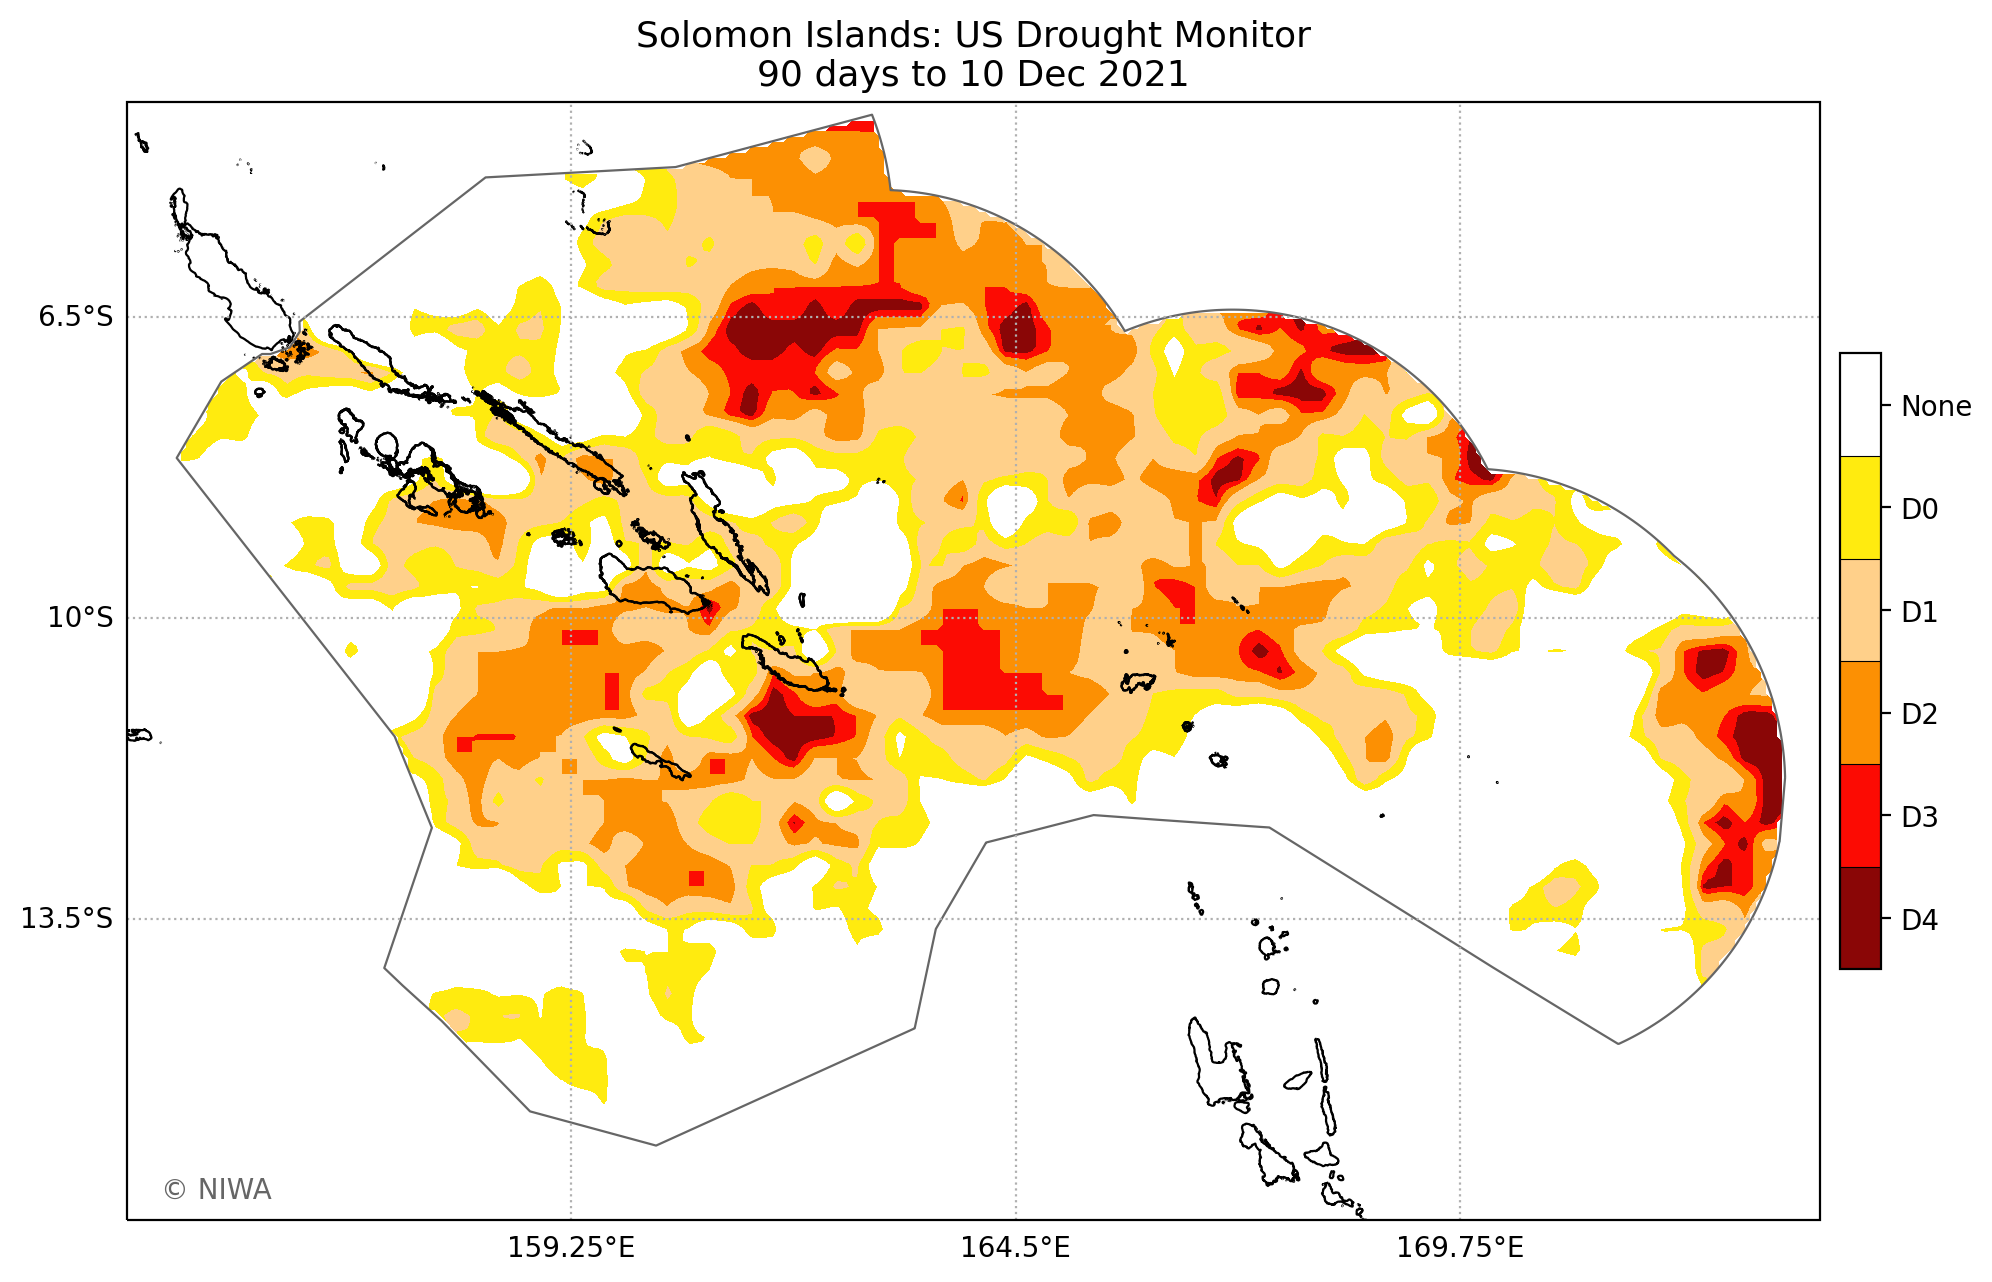 Solomon Islands: US Drought Monitor
90 days to 10 Dec 2021
6.5°S
10°S
13.5°S
159.25°E
164.5°E
169.75°E
None
D0
D1
D2
D3
D4
© NIWA